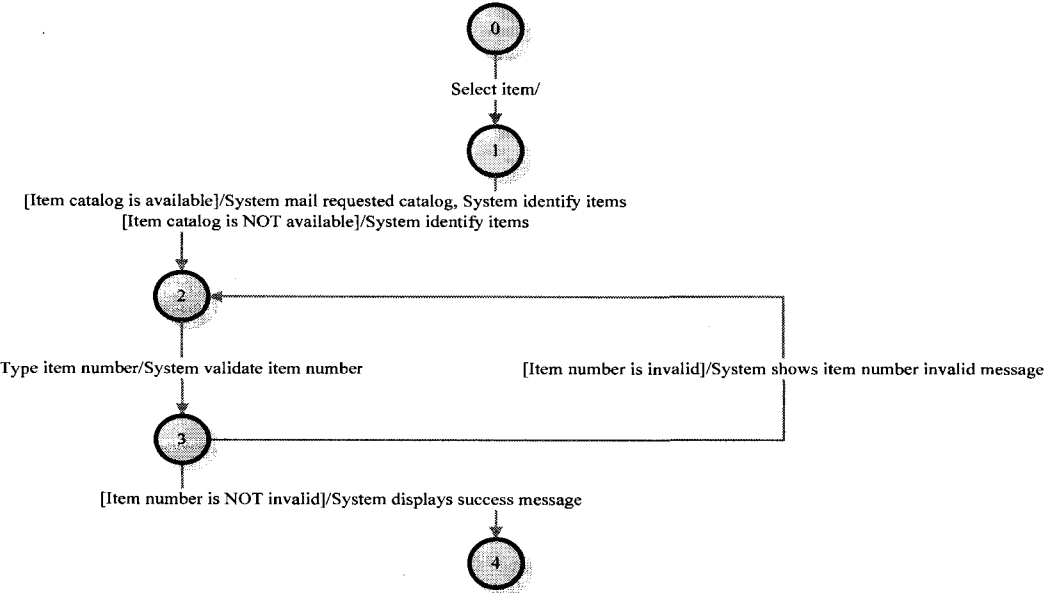 0
Select item/
1
[Item catalog is available]/System mail requested catalog, System identify items
[Item catalog is NOT available]/System identify items
2
Type item number/System validate item number
[Item number is invalid]/System shows item number invalid message
3
[Item number is NOT invalid]/System displays success message
4